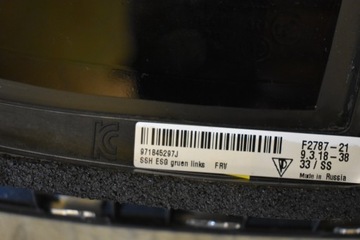 971845297J
SSH ESG gruen links FRV
F2787-21
9.3.18-38
33/SS
Made in Russia